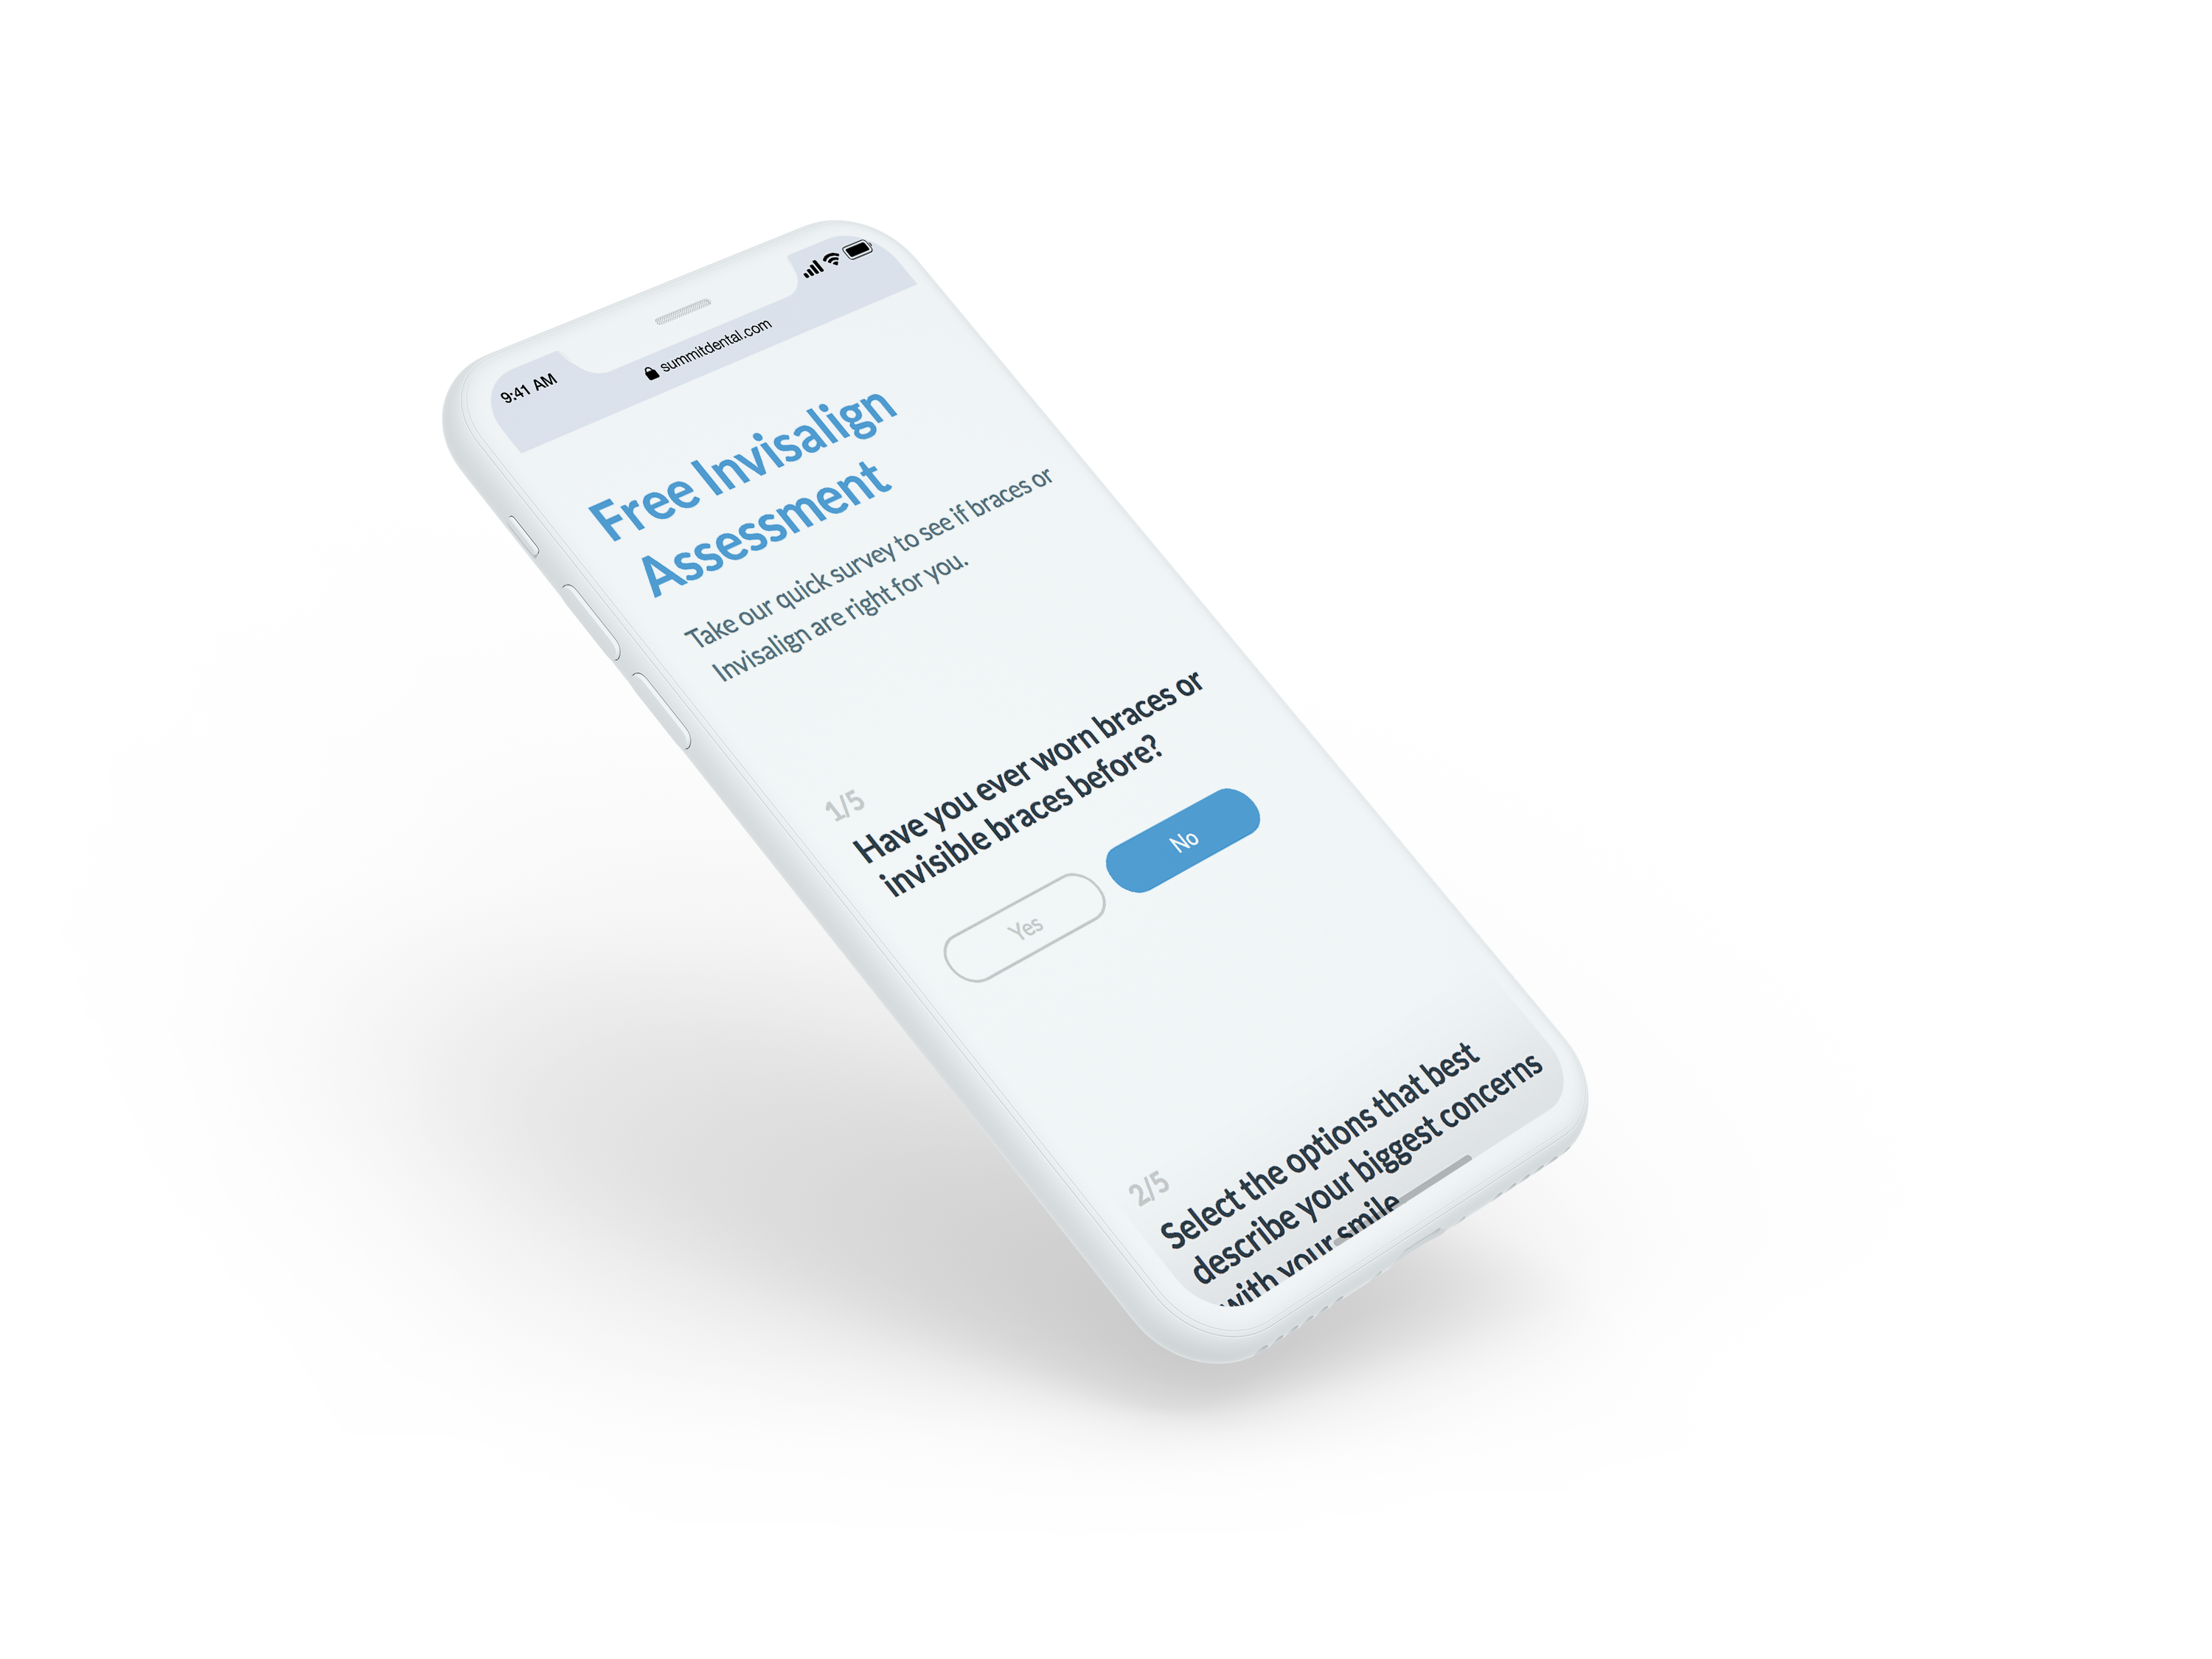 9:41 AM
summitdental.com
Free Invisalign
Assessment
Take our quick survey to see if braces or
Invisalign are right for you.
1/5
Have you ever worn braces or
invisible braces before?
Yes
No
2/5
Select the options that best
describe your biggest concerns
with your smile